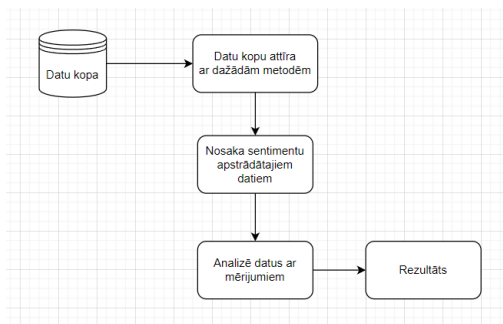 Datu kopa
Datu kopu attīra
ar dažādām metodēm
Nosaka sentimentu
apstrādātajiem
datiem
Analizē datus ar
mērijumiem
Rezultāts